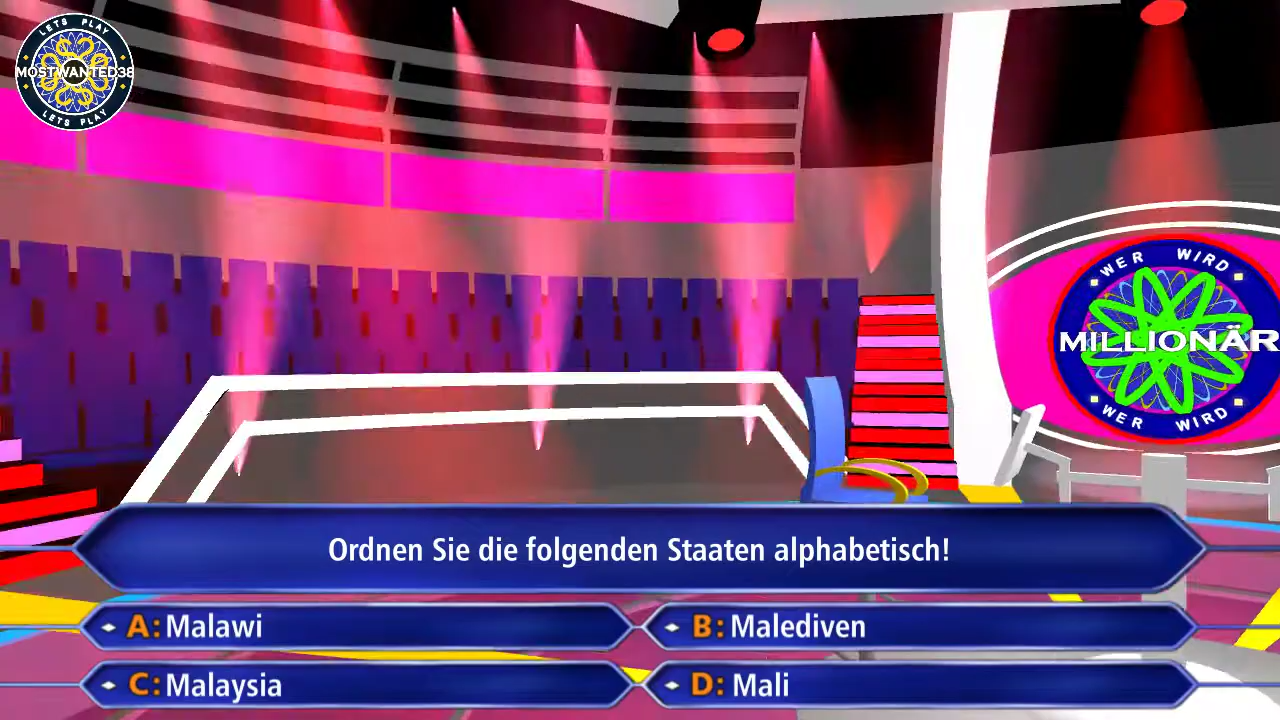 LETS PLAY
MOSTWANTED38
LETS PLAY
WER WIRD
MILLIONÄR
WER WIRD
Ordnen Sie die folgenden Staaten alphabetisch!
A: Malawi
B: Malediven
C: Malaysia
D: Mali